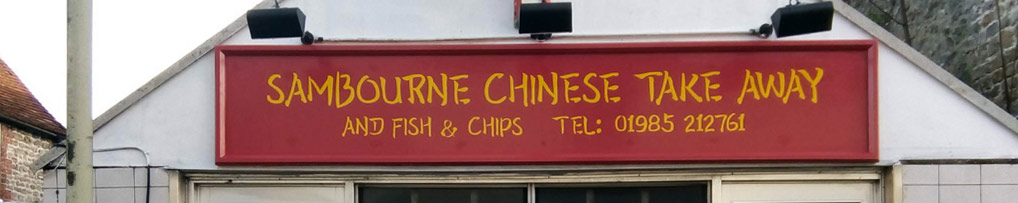 SAMBOURNE CHINESE TAKE AWAY
AND FISH & CHIPS TEL: 01985 212761